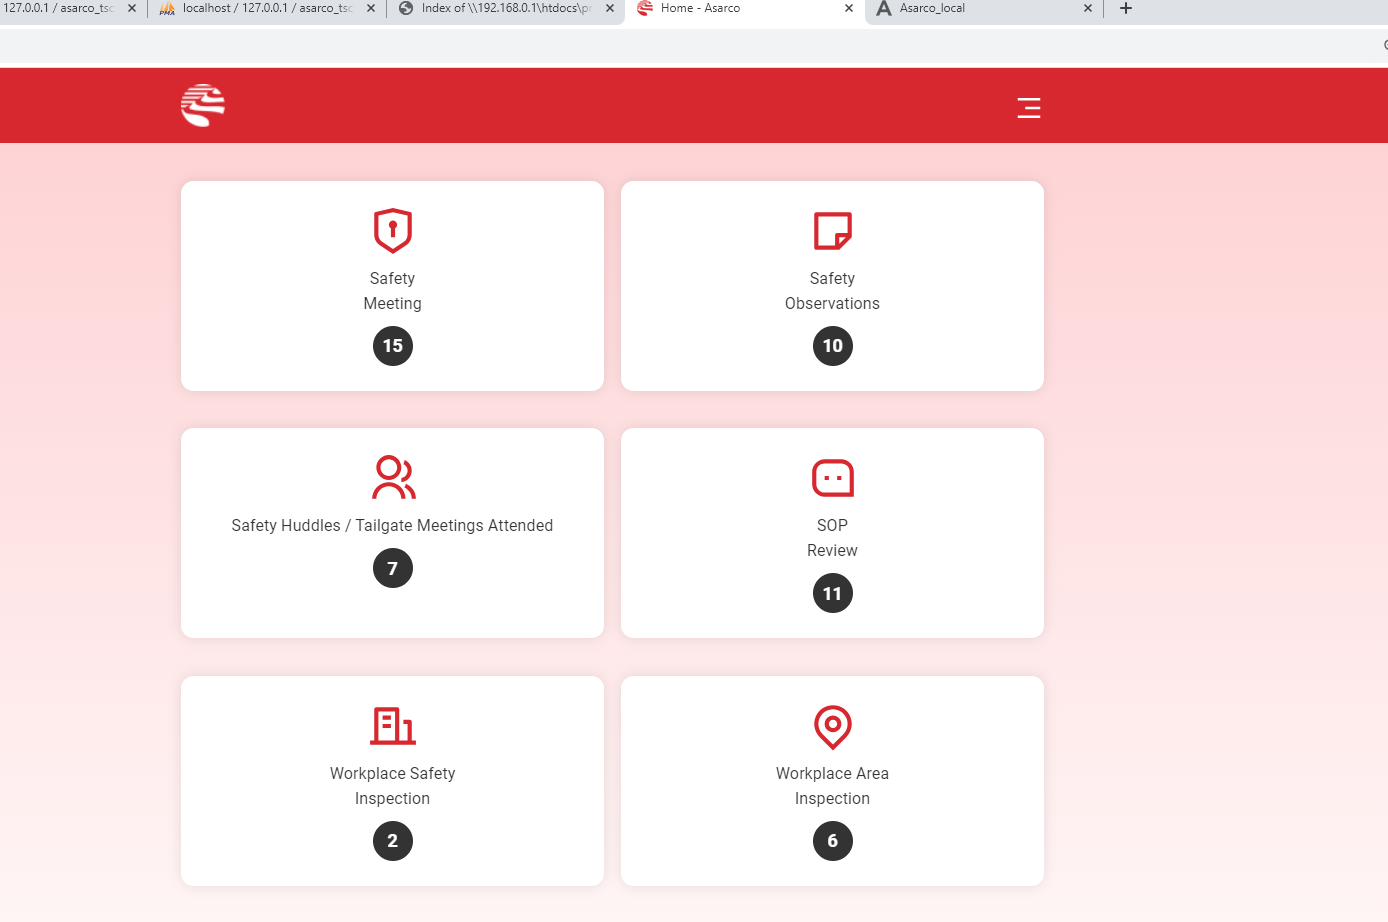 127.0.0.1 / asarco_tsc
localhost / 127.0.0.1 / asarco_tsc
Index of \\192.168.0.1\htdocs\pr
Home - Asarco
Asarco_local
Safety
Meeting
15
Safety
Observations
10
Safety Huddles / Tailgate Meetings Attended
7
SOP
Review
11
Workplace Safety
Inspection
2
Workplace Area
Inspection
6